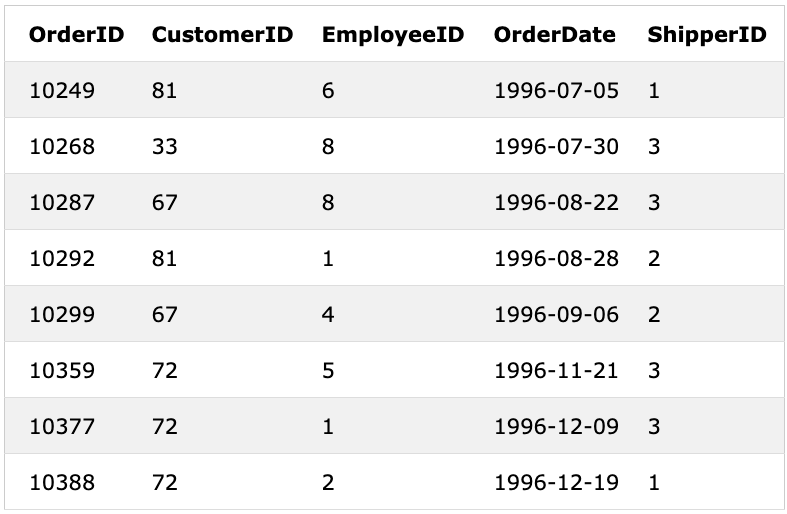 OrderID CustomerID EmployeeID OrderDate ShipperID
10249 81 6 1996-07-05 1
10268 33 8 1996-07-30 3
10287 67 8 1996-08-22 3
10292 81 1 1996-08-28 2
10299 67 4 1996-09-06 2
10359 72 5 1996-11-21 3
10377 72 1 1996-12-09 3
10388 72 2 1996-12-19 1